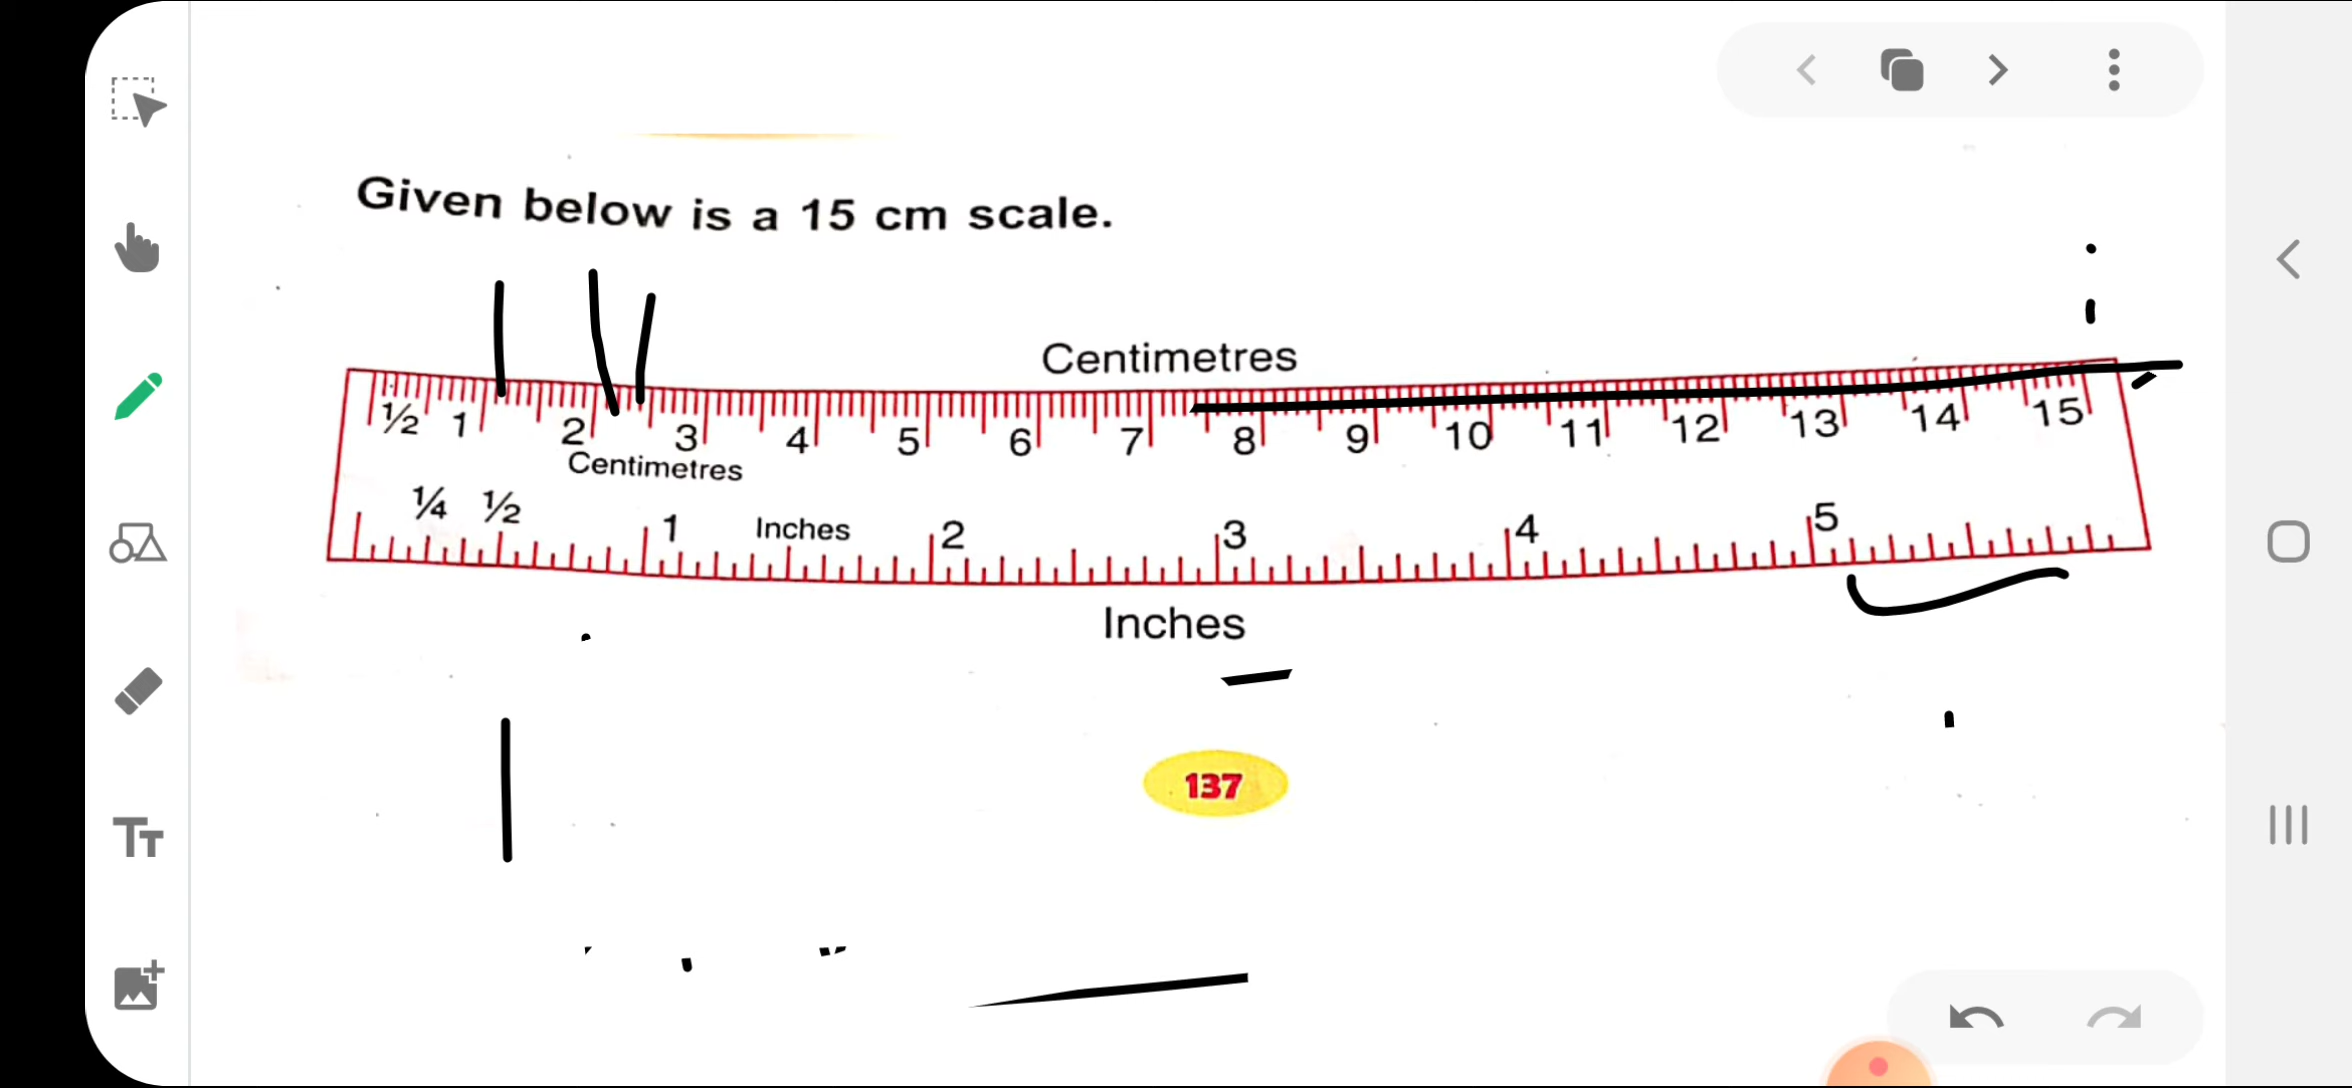 Given below is a 15 cm scale.
Centimetres
½ 1 2 3 4 5 6 7 8 9 10 11 12 13 14 15
Centimetres
¼ ½ 1 Inches 2 3 4 5
Inches
137
TT